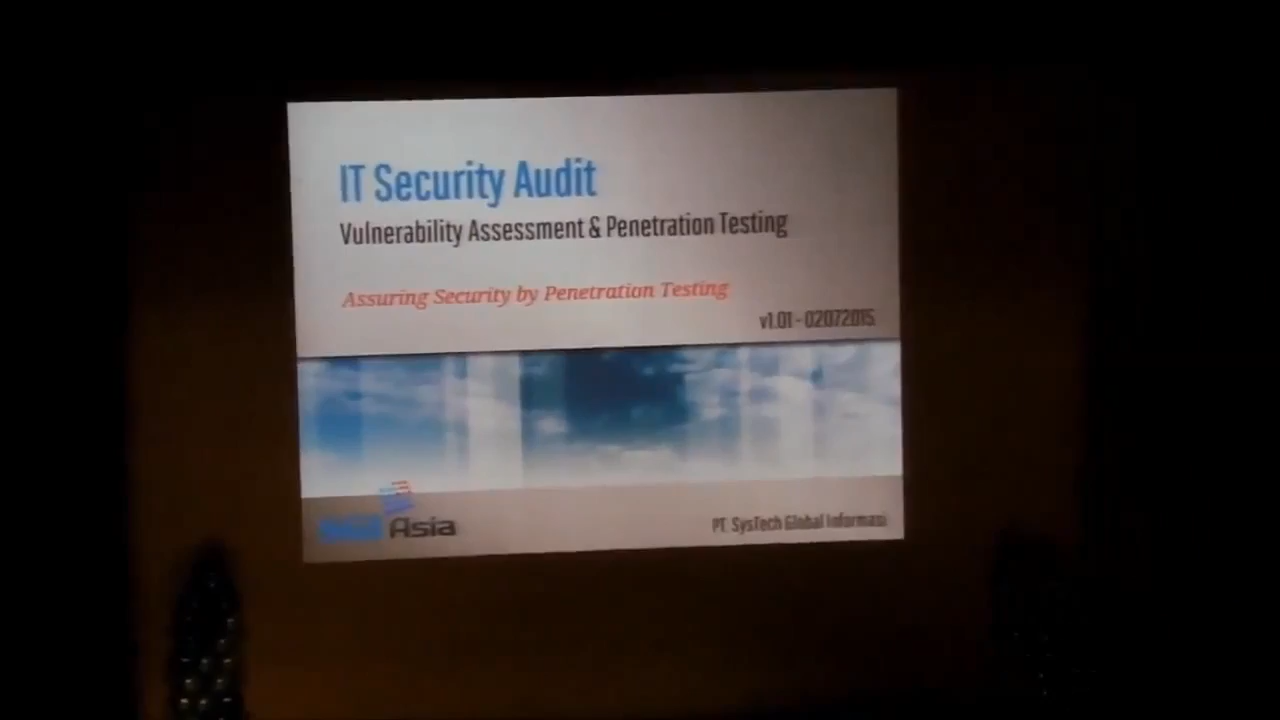 IT Security Audit
Vulnerability Assessment & Penetration Testing
Assuring Security by Penetration Testing
v1.01 - 02072015
Asia
PT. SysTech Global Informasi